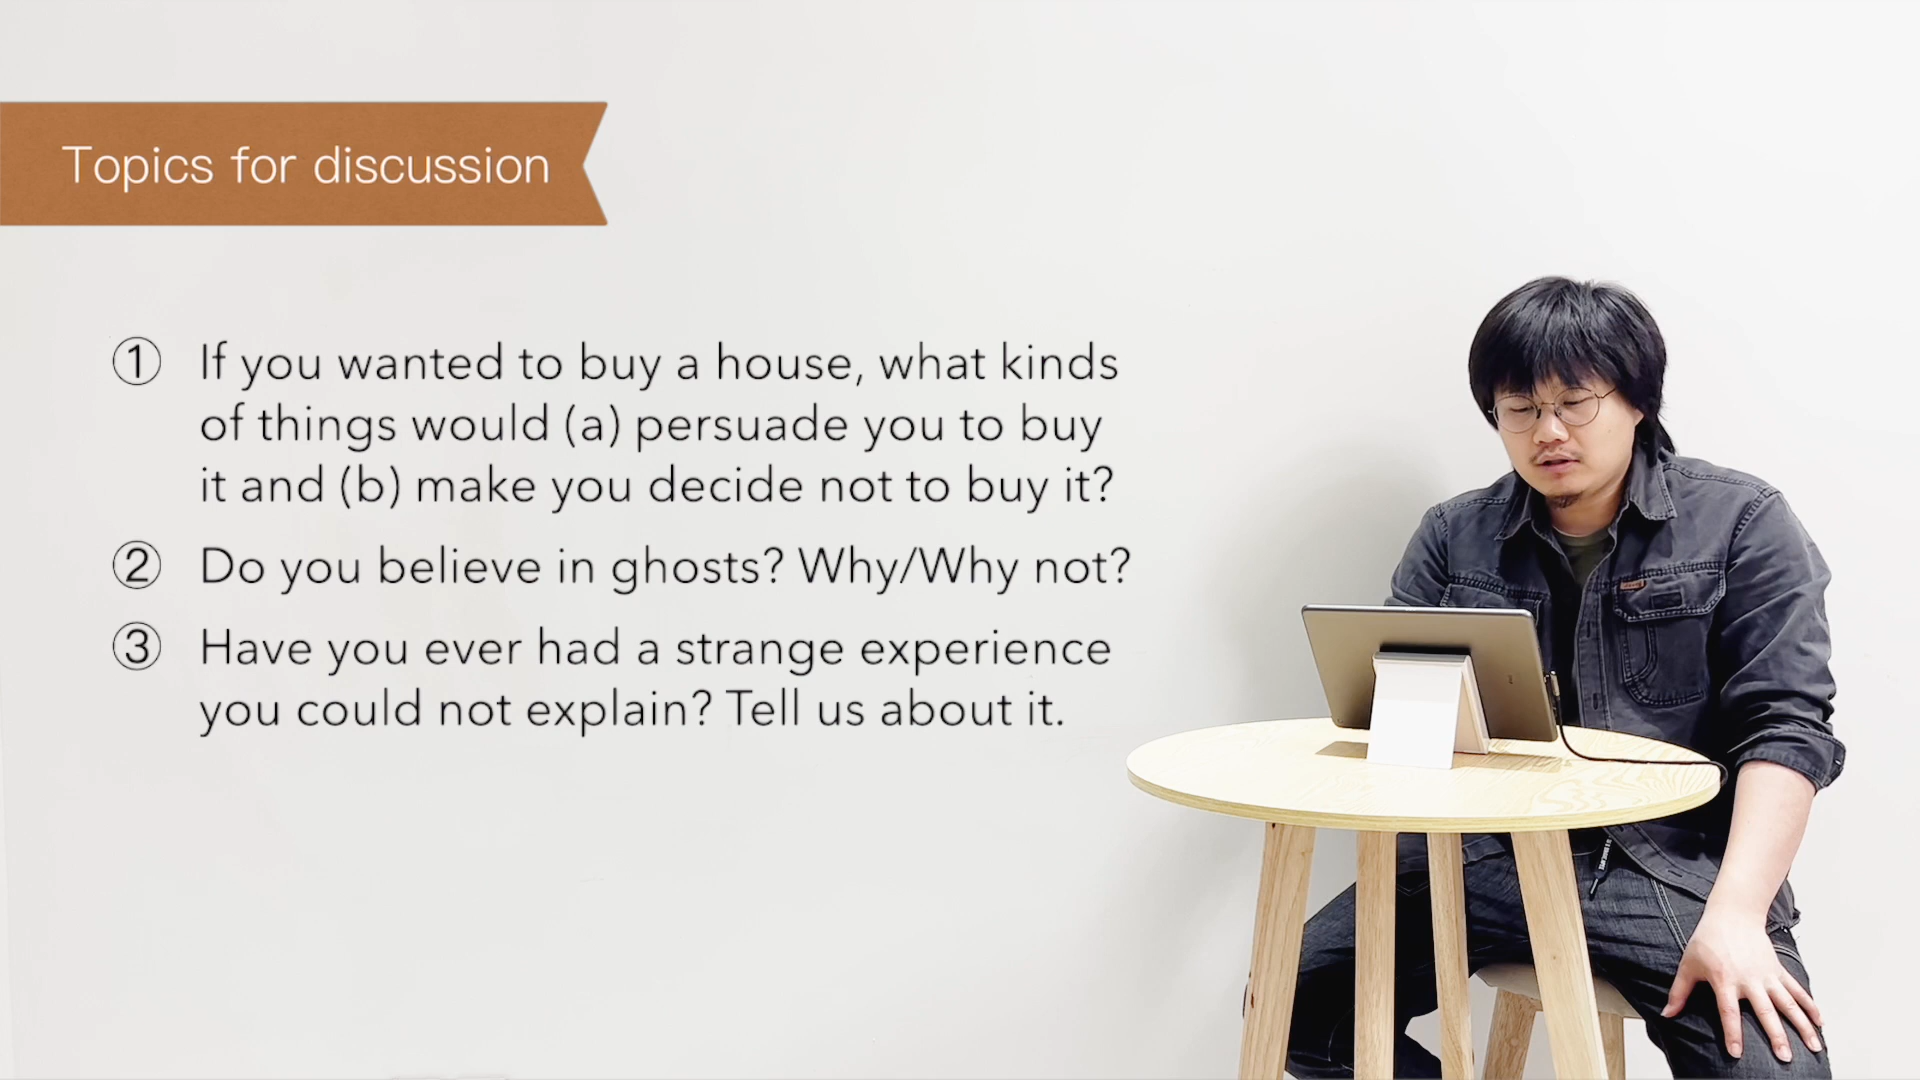 Topics for discussion
① If you wanted to buy a house, what kinds
of things would (a) persuade you to buy
it and (b) make you decide not to buy it?
② Do you believe in ghosts? Why/Why not?
③ Have you ever had a strange experience
you could not explain? Tell us about it.